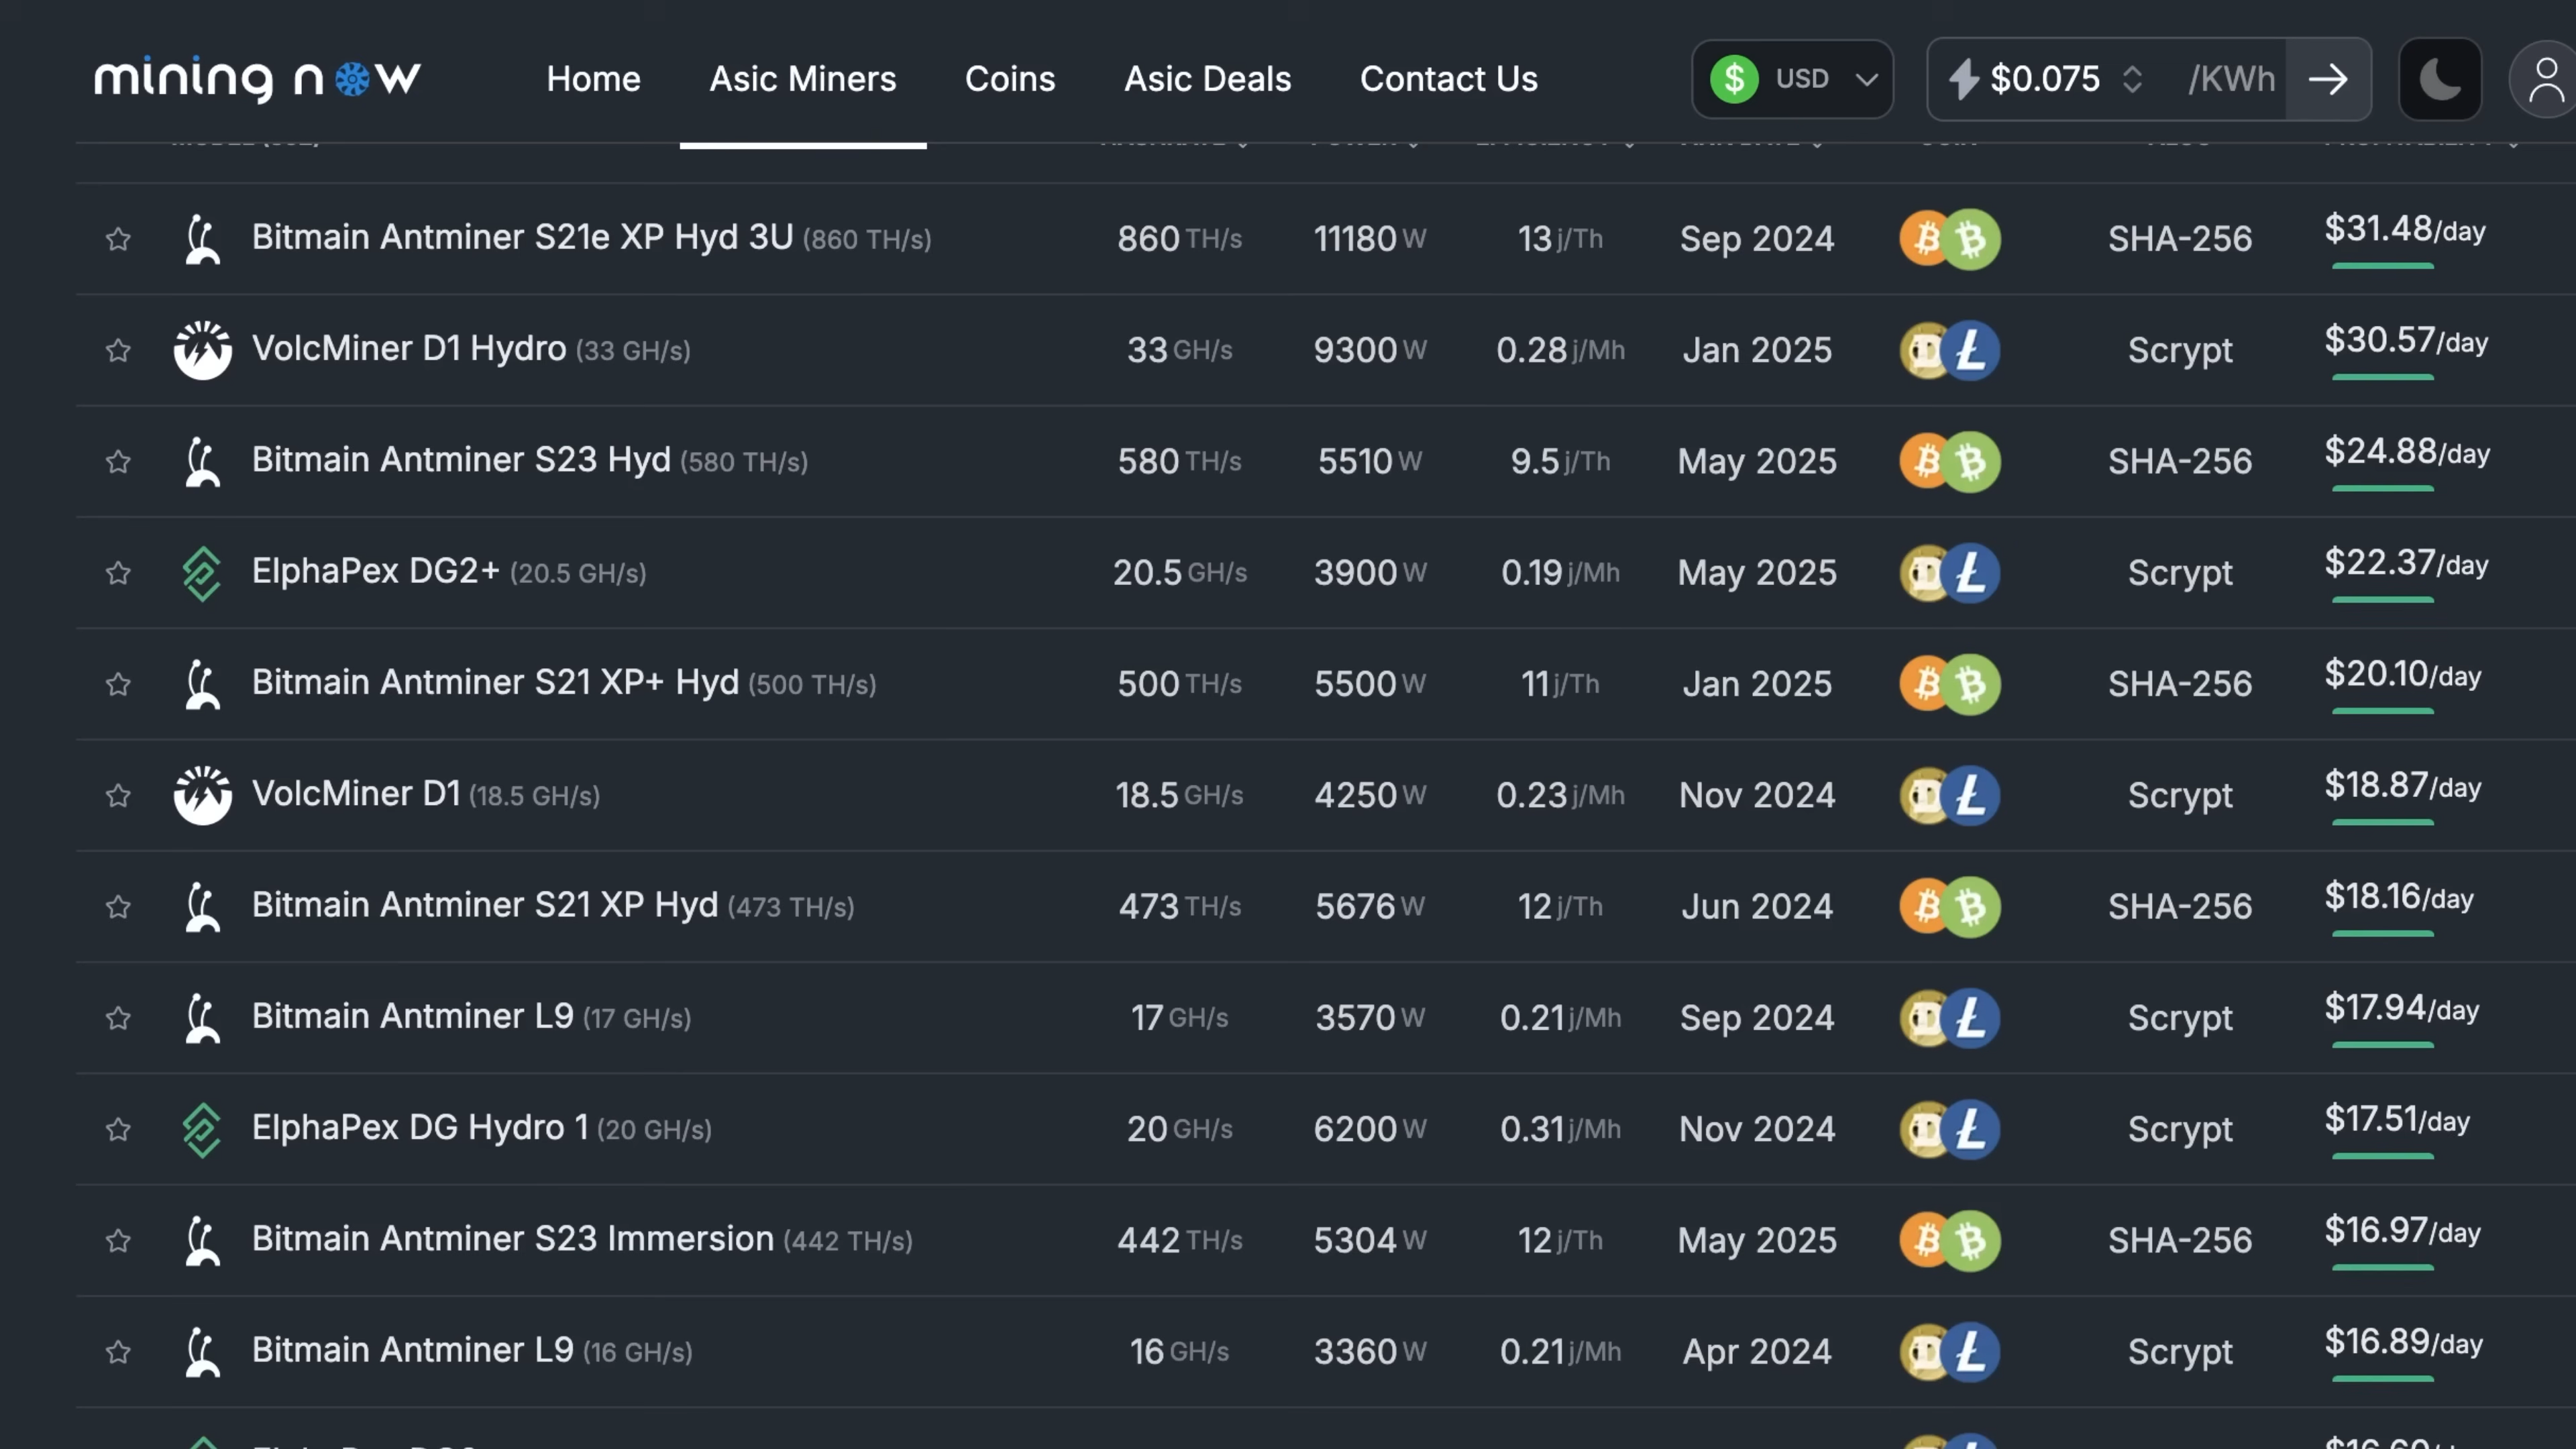 mining now Home Asic Miners Coins Asic Deals Contact Us $ USD $0.075 /KWh
Bitmain Antminer S21e XP Hyd 3U (860 TH/s) 860 TH/s 11180 W 13 j/Th Sep 2024 SHA-256 $31.48/day
VolcMiner D1 Hydro (33 GH/s) 33 GH/s 9300 W 0.28 j/Mh Jan 2025 Scrypt $30.57/day
Bitmain Antminer S23 Hyd (580 TH/s) 580 TH/s 5510 W 9.5 j/Th May 2025 SHA-256 $24.88/day
ElphaPex DG2+ (20.5 GH/s) 20.5 GH/s 3900 W 0.19 j/Mh May 2025 Scrypt $22.37/day
Bitmain Antminer S21 XP+ Hyd (500 TH/s) 500 TH/s 5500 W 11 j/Th Jan 2025 SHA-256 $20.10/day
VolcMiner D1 (18.5 GH/s) 18.5 GH/s 4250 W 0.23 j/Mh Nov 2024 Scrypt $18.87/day
Bitmain Antminer S21 XP Hyd (473 TH/s) 473 TH/s 5676 W 12 j/Th Jun 2024 SHA-256 $18.16/day
Bitmain Antminer L9 (17 GH/s) 17 GH/s 3570 W 0.21 j/Mh Sep 2024 Scrypt $17.94/day
ElphaPex DG Hydro 1 (20 GH/s) 20 GH/s 6200 W 0.31 j/Mh Nov 2024 Scrypt $17.51/day
Bitmain Antminer S23 Immersion (442 TH/s) 442 TH/s 5304 W 12 j/Th May 2025 SHA-256 $16.97/day
Bitmain Antminer L9 (16 GH/s) 16 GH/s 3360 W 0.21 j/Mh Apr 2024 Scrypt $16.89/day